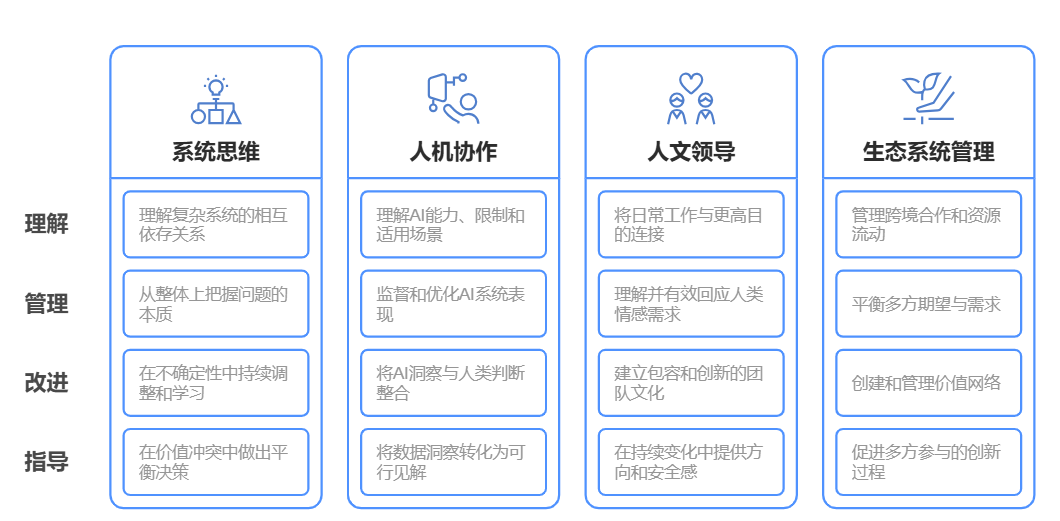 系统思维
人机协作
人文领导
生态系统管理
理解
理解复杂系统的相互
依存关系
理解AI能力、限制和
适用场景
将日常工作与更高目
的连接
管理跨境合作和资源
流动
管理
从整体上把握问题的
本质
监督和优化AI系统表
现
理解并有效回应人类
情感需求
平衡多方期望与需求
改进
在不确定性中持续调
整和学习
将AI洞察与人类判断
整合
建立包容和创新的团
队文化
创建和管理价值网络
指导
在价值冲突中做出平
衡决策
将数据洞察转化为可
行见解
在持续变化中提供方
向和安全感
促进多方参与的创新
过程